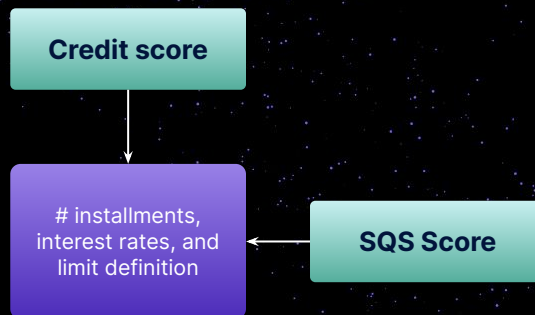 Credit score
# installments,
interest rates, and
limit definition
SQS Score